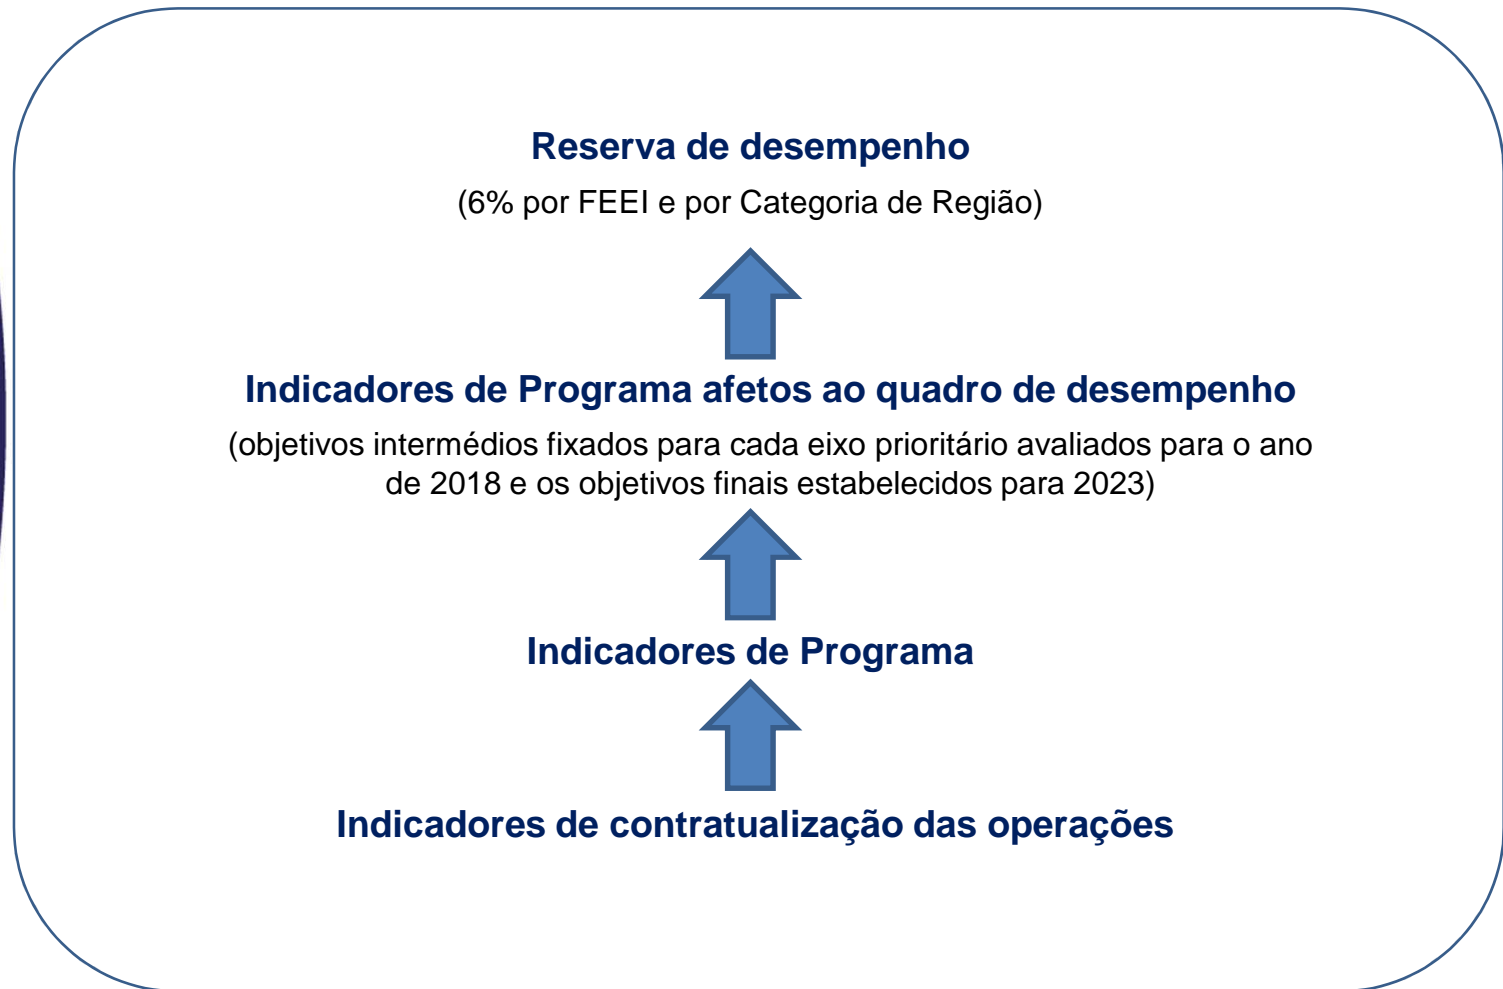 Reserva de desempenho
(6% por FEEI e por Categoria de Região)
Indicadores de Programa afetos ao quadro de desempenho
(objetivos intermédios fixados para cada eixo prioritário avaliados para o ano
de 2018 e os objetivos finais estabelecidos para 2023)
Indicadores de Programa
Indicadores de contratualização das operações